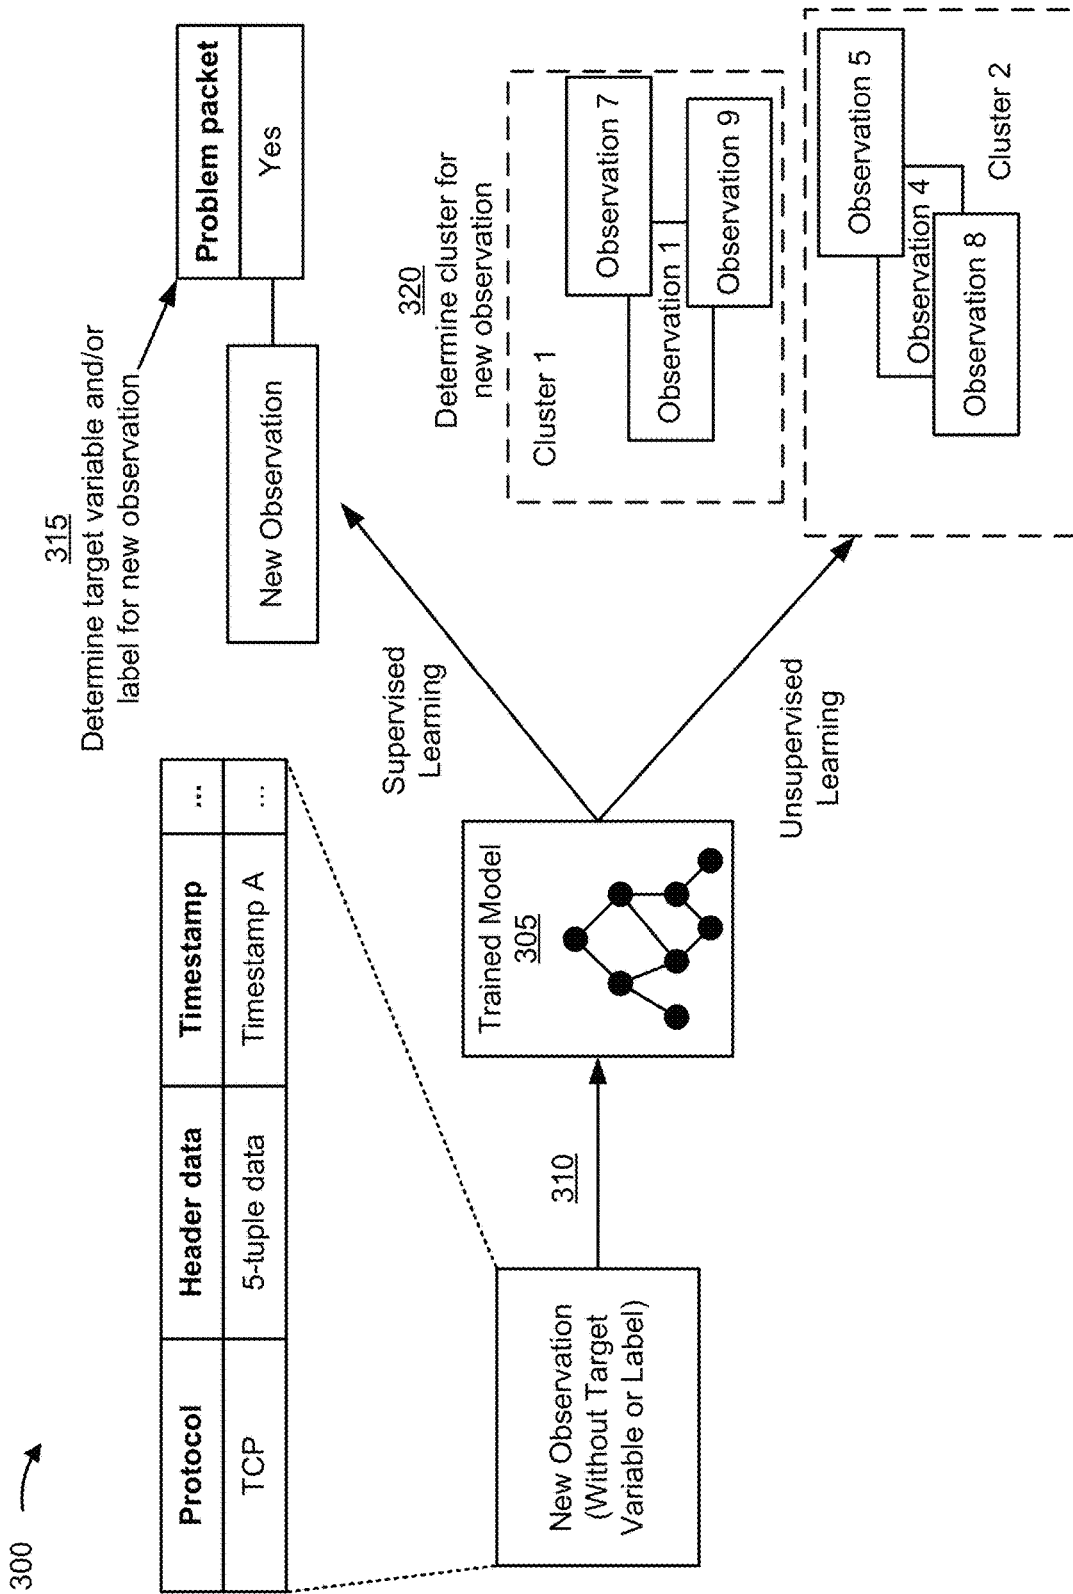 300
Protocol Header data Timestamp ...
TCP 5-tuple data Timestamp A ...
New Observation
(Without Target
Variable or Label)
310
Trained Model
305
Supervised
Learning
Unsupervised
Learning
315
Determine target variable and/or
label for new observation
New Observation
Problem packet
Yes
320
Determine cluster for
new observation
Cluster 1
Observation 7
Observation 1
Observation 9
Observation 5
Observation 4
Observation 8
Cluster 2